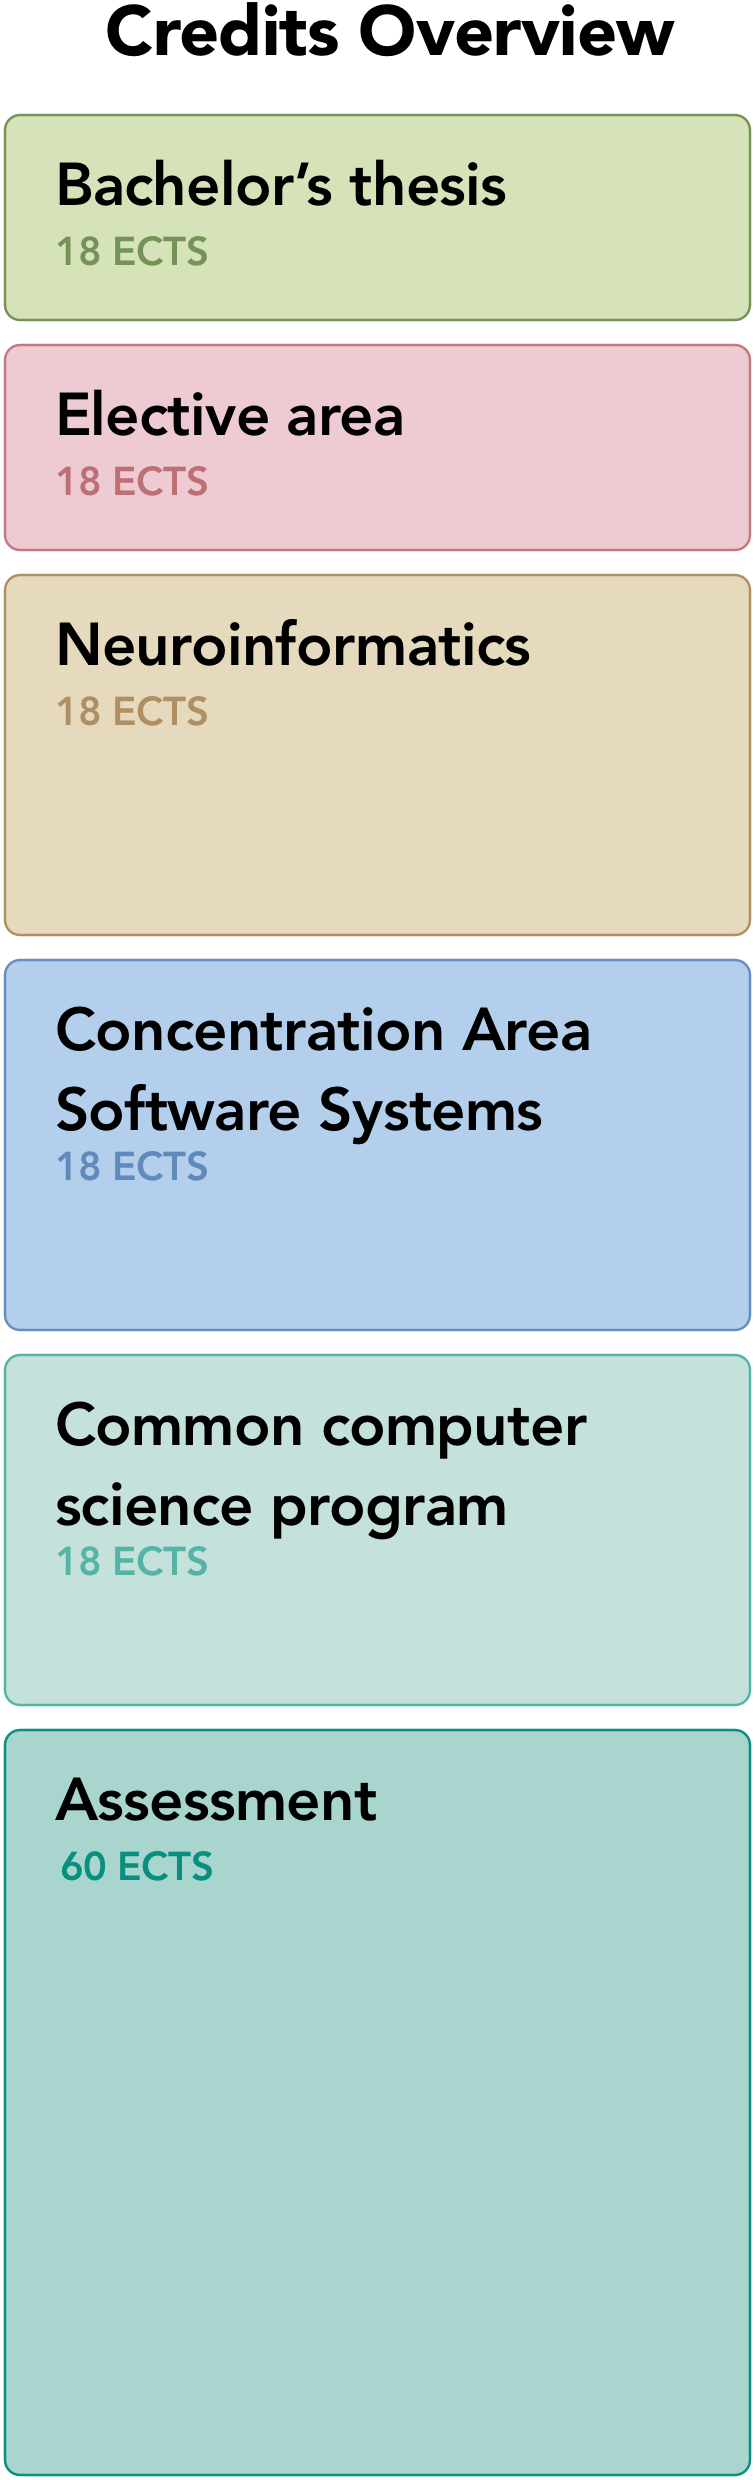 Credits Overview
Bachelor’s thesis
18 ECTS
Elective area
18 ECTS
Neuroinformatics
18 ECTS
Concentration Area
Software Systems
18 ECTS
Common computer
science program
18 ECTS
Assessment
60 ECTS